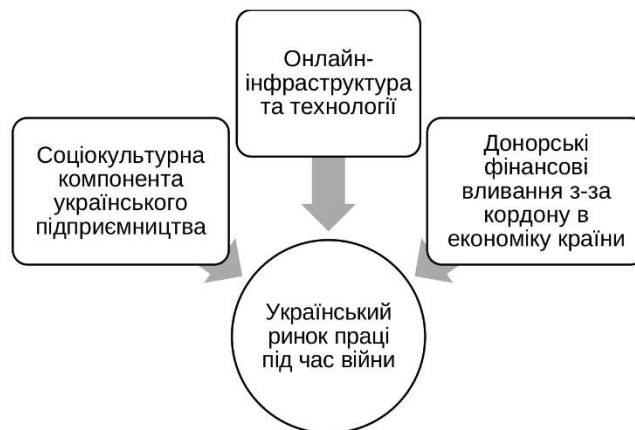 Онлайн-
інфраструктура
та технології
Соціокультурна
компонента
українського
підприємництва
Донорські
фінансові
вливання з-за
кордону в
економіку країни
Український
ринок праці
під час війни